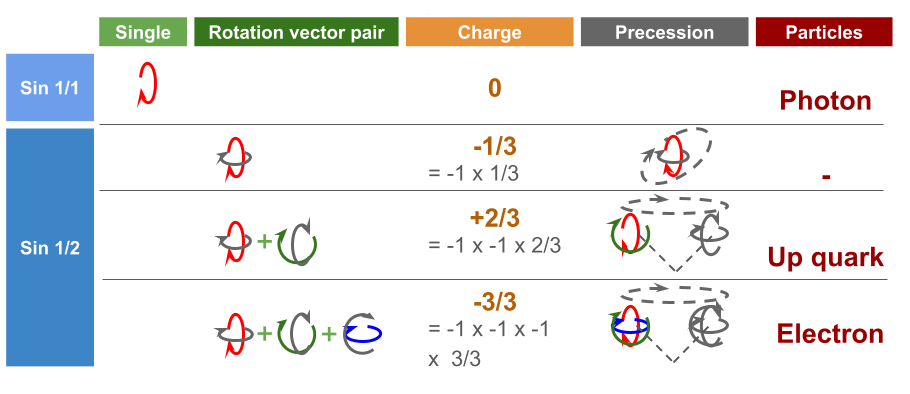 Single Rotation vector pair Charge Precession Particles
Sin 1/1
0
Photon
-1/3
= -1 x 1/3
-
Sin 1/2
+2/3
+
= -1 x -1 x 2/3
Up quark
-3/3
+ +
= -1 x -1 x -1
x 3/3
Electron